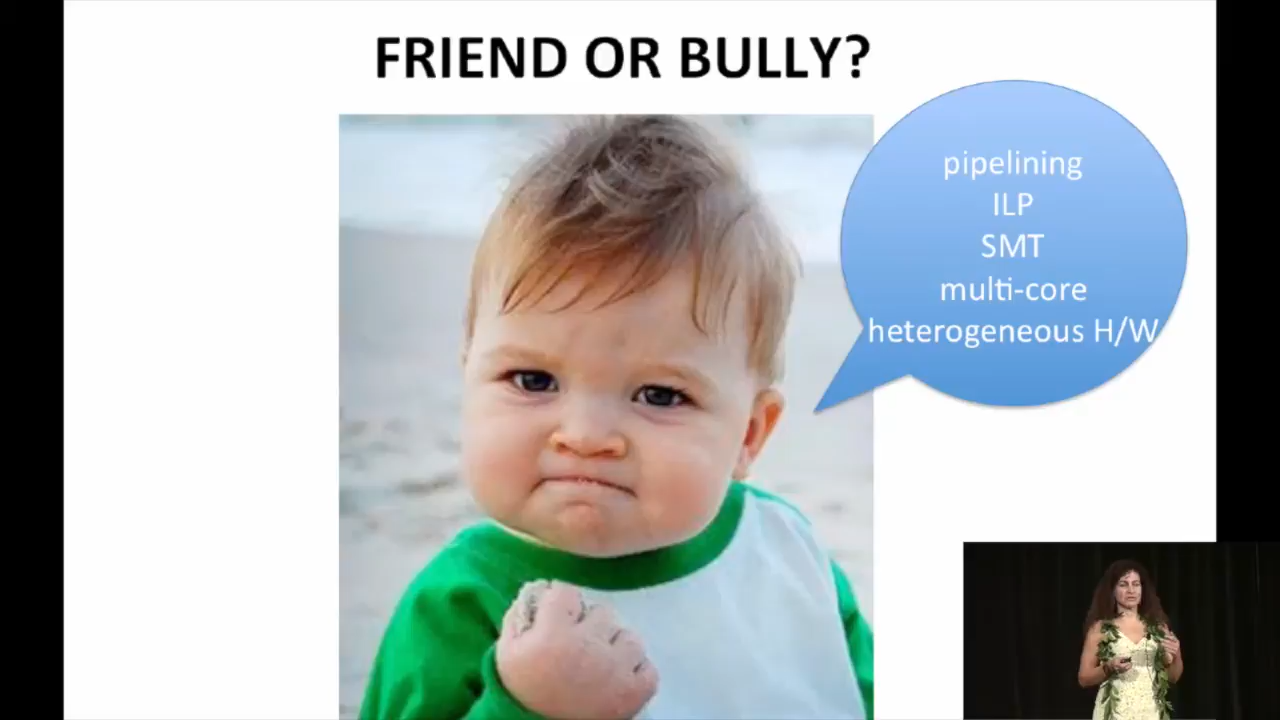 FRIEND OR BULLY?
pipelining
ILP
SMT
multi-core
heterogeneous H/W